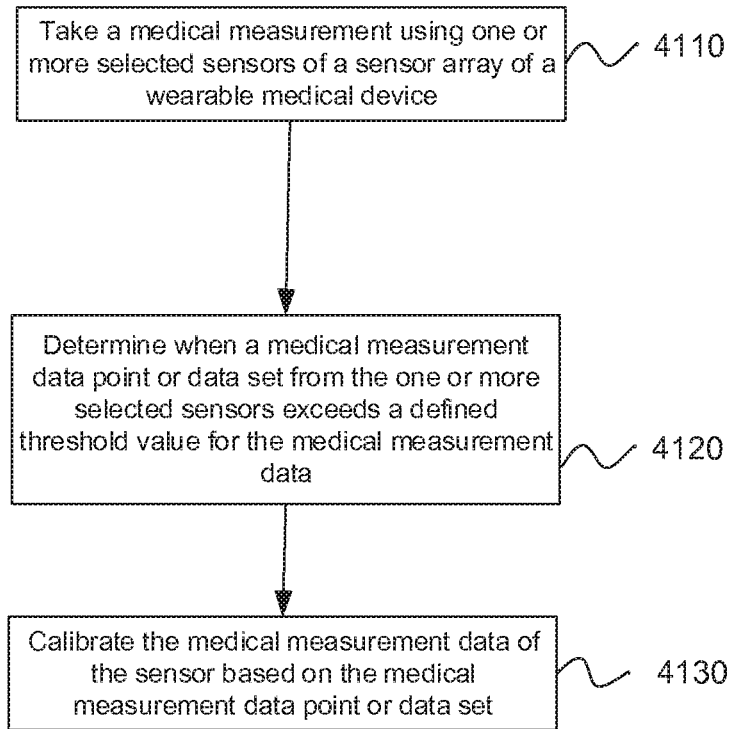 Take a medical measurement using one or
more selected sensors of a sensor array of a
wearable medical device
4110
Determine when a medical measurement
data point or data set from the one or more
selected sensors exceeds a defined
threshold value for the medical measurement
data
4120
Calibrate the medical measurement data of
the sensor based on the medical
measurement data point or data set
4130